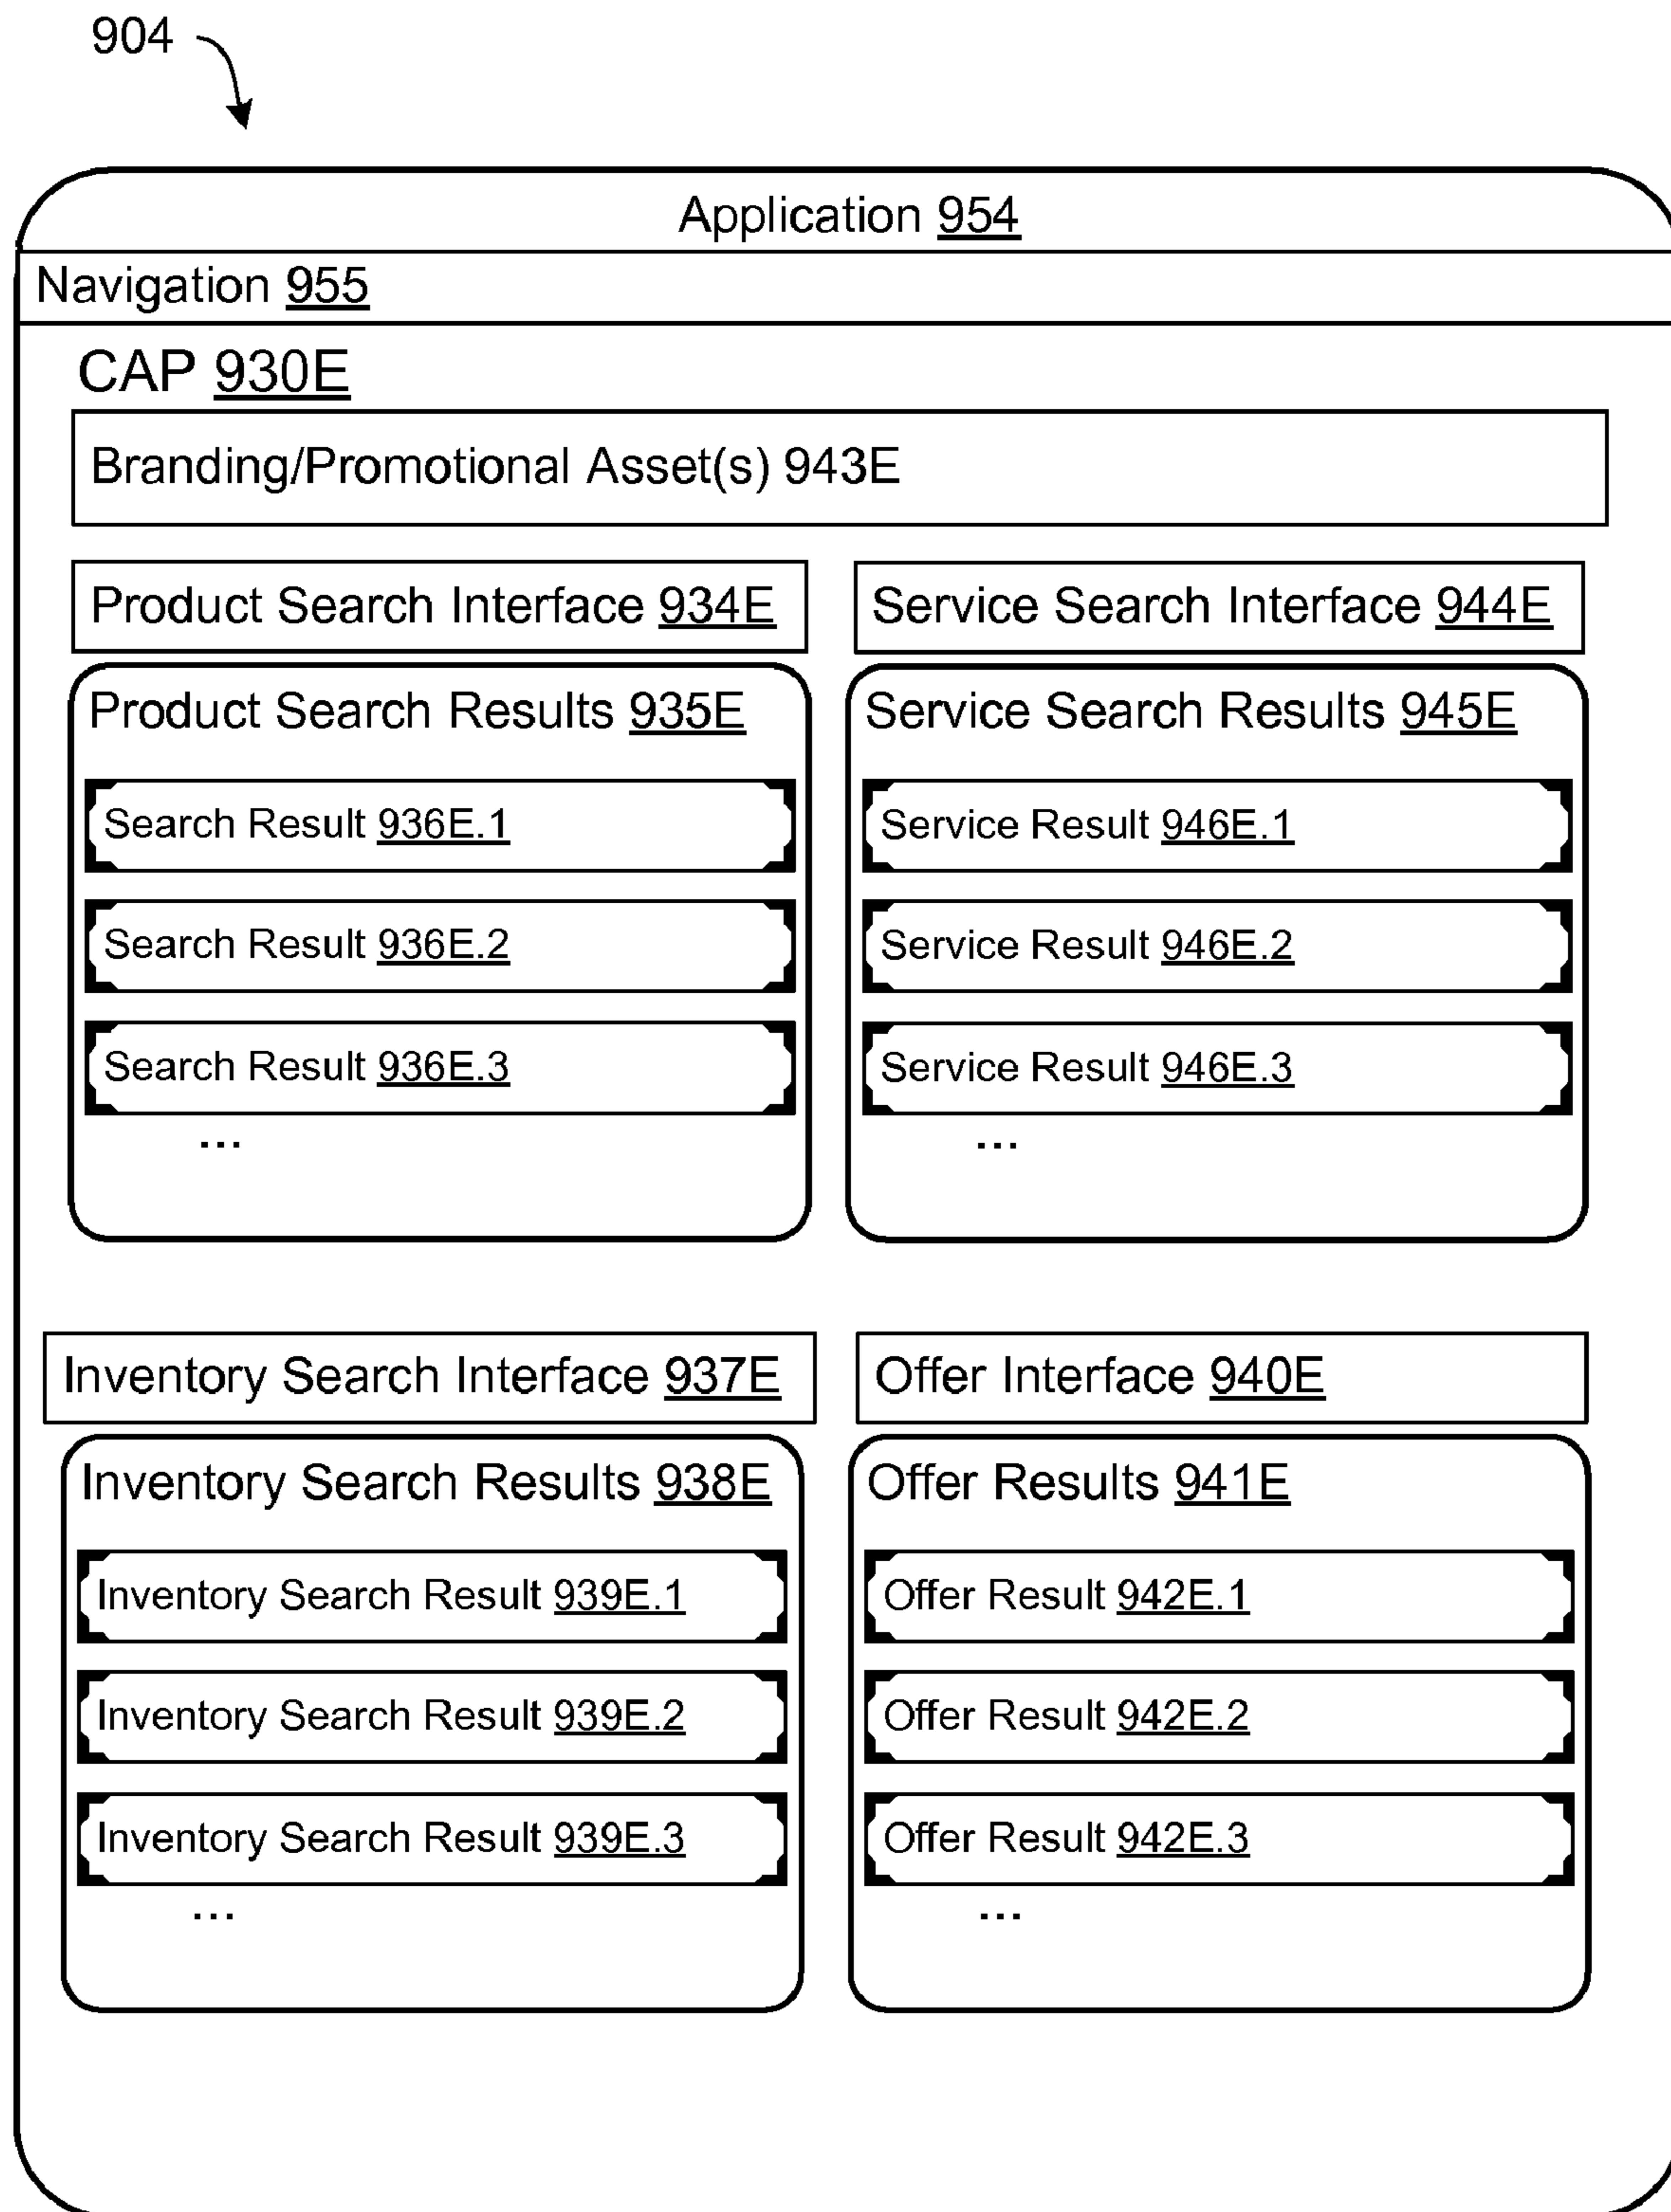 904
Application 954
Navigation 955
CAP 930E
Branding/Promotional Asset(s) 943E
Product Search Interface 934E
Product Search Results 935E
Search Result 936E.1
Search Result 936E.2
Search Result 936E.3
...
Service Search Interface 944E
Service Search Results 945E
Service Result 946E.1
Service Result 946E.2
Service Result 946E.3
...
Inventory Search Interface 937E
Inventory Search Results 938E
Inventory Search Result 939E.1
Inventory Search Result 939E.2
Inventory Search Result 939E.3
...
Offer Interface 940E
Offer Results 941E
Offer Result 942E.1
Offer Result 942E.2
Offer Result 942E.3
...